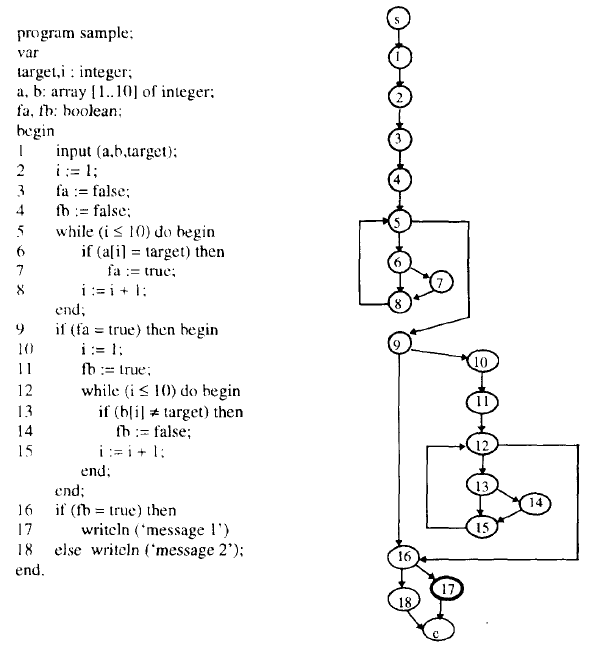 program sample;
var
target,i : integer;
a, b: array [1..10] of integer;
fa, fb: boolean;
begin
1 input (a,b,target);
2 i := 1;
3 fa := false;
4 fb := false;
5 while (i ≤ 10) do begin
6 if (a[i] = target) then
7 fa := true;
8 i := i + 1;
end;
9 if (fa = true) then begin
10 i := 1;
11 fb := true;
12 while (i ≤ 10) do begin
13 if (b[i] ≠ target) then
14 fb := false;
15 i := i + 1;
end;
end;
16 if (fb = true) then
17 writeln ('message 1')
18 else writeln ('message 2');
end.
s
1
2
3
4
5
6
7
8
9
10
11
12
13
14
15
16
17
18
e